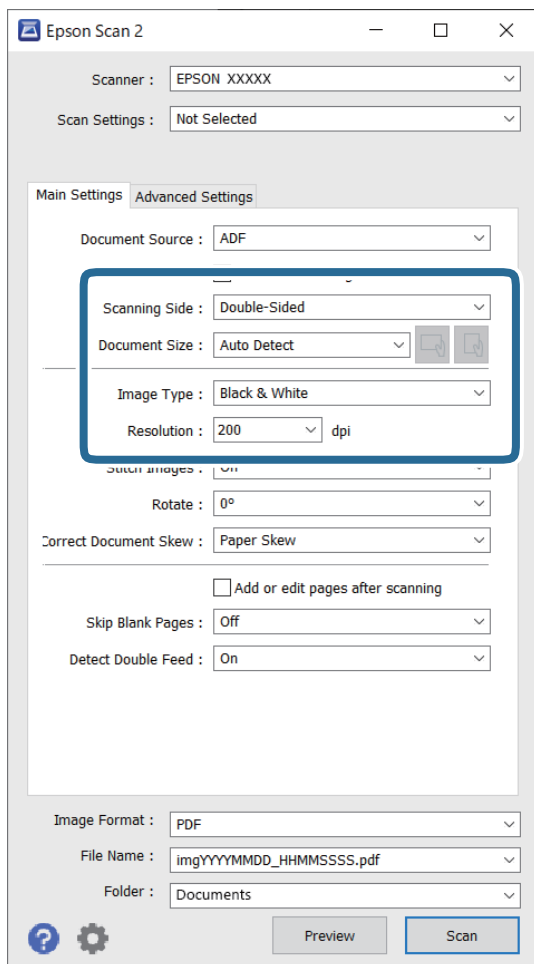 Epson Scan 2
Scanner : EPSON XXXXX
Scan Settings : Not Selected
Main Settings Advanced Settings
Document Source : ADF
Scanning Side : Double-Sided
Document Size : Auto Detect
Image Type : Black & White
Resolution : 200 dpi
Stitch Images : Off
Rotate : 0°
Correct Document Skew : Paper Skew
Add or edit pages after scanning
Skip Blank Pages : Off
Detect Double Feed : On
Image Format : PDF
File Name : imgYYYYMMDD_HHMMSSSS.pdf
Folder : Documents
? Preview Scan